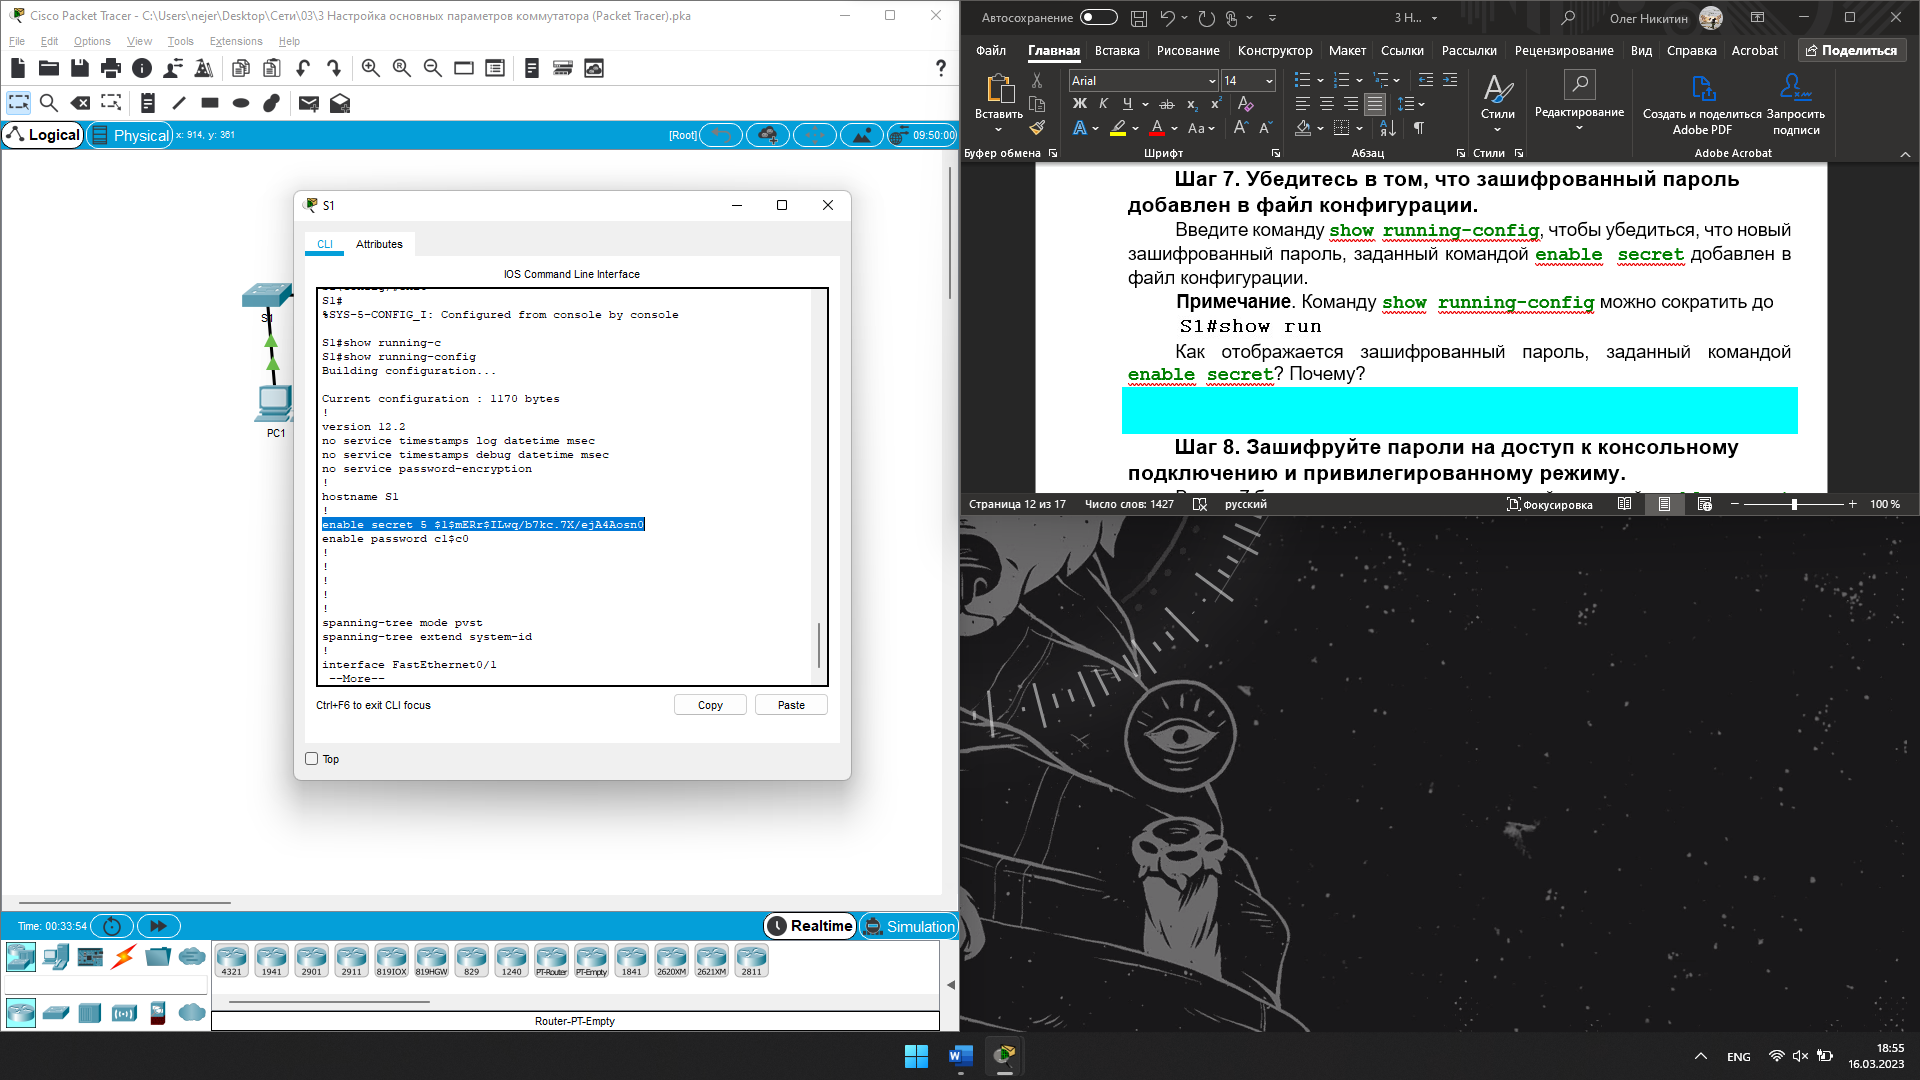 Cisco Packet Tracer - C:\Users\nejer\Desktop\Сети\03\3 Настройка основных параметров коммутатора (Packet Tracer).pka
File Edit Options View Tools Extensions Help
Logical Physical x: 914, y: 361 [Root] 09:50:00
S1
PC1
S1
CLI Attributes
IOS Command Line Interface
S1#
%SYS-5-CONFIG_I: Configured from console by console
S1#show running-c
S1#show running-config
Building configuration...
Current configuration : 1170 bytes
!
version 12.2
no service timestamps log datetime msec
no service timestamps debug datetime msec
no service password-encryption
!
hostname S1
!
enable secret 5 $1$mERr$ILwq/b7kc.7X/ejA4Aosn0
enable password c1$c0
!
!
!
!
!
spanning-tree mode pvst
spanning-tree extend system-id
!
interface FastEthernet0/1
--More--
Ctrl+F6 to exit CLI focus
Copy Paste
Top
Time: 00:33:54
Realtime Simulation
4321 1941 2901 2911 819IOX 819HGW 829 1240 PT-Router PT-Empty 1841 2620XM 2621XM 2811
Router-PT-Empty
Автосохранение 3 Н... Олег Никитин
Файл Главная Вставка Рисование Конструктор Макет Ссылки Рассылки Рецензирование Вид Справка Acrobat Поделиться
Вставить
Буфер обмена
Arial 14
Ж К Ч ab x₂ x²
Aa
Шрифт
Абзац
Стили
Стили
Редактирование
Создать и поделиться Adobe PDF
Запросить подписи
Adobe Acrobat
Шаг 7. Убедитесь в том, что зашифрованный пароль
добавлен в файл конфигурации.
Введите команду show running-config, чтобы убедиться, что новый
зашифрованный пароль, заданный командой enable secret добавлен в
файл конфигурации.
Примечание. Команду show running-config можно сократить до
S1#show run
Как отображается зашифрованный пароль, заданный командой
enable secret? Почему?
Шаг 8. Зашифруйте пароли на доступ к консольному
подключению и привилегированному режиму.
Страница 12 из 17 Число слов: 1427 русский Фокусировка 100 %
ENG
18:55
16.03.2023